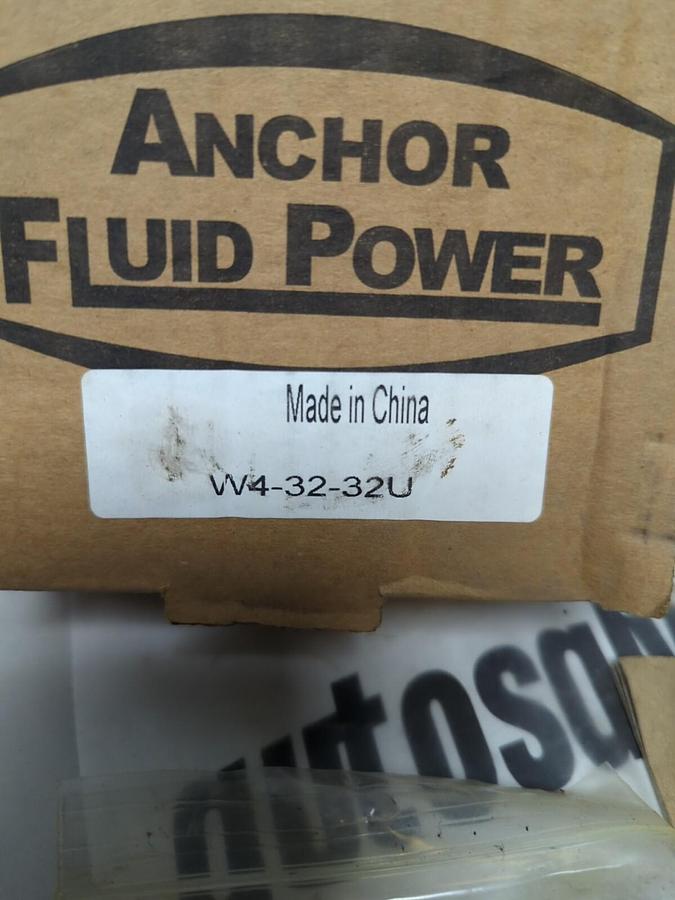 ANCHOR
FLUID POWER
Made in China
W4-32-32U